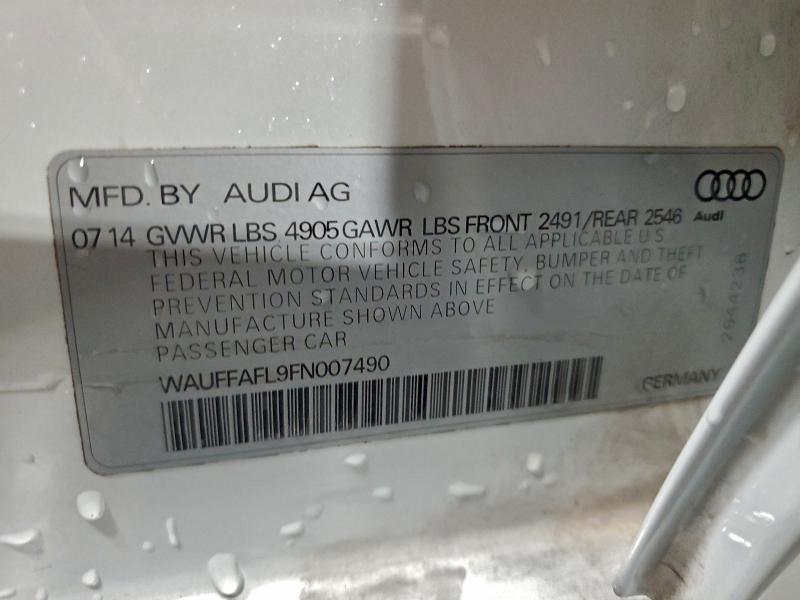 MFD. BY AUDI AG
Audi
07 14 GVWR LBS 4905 GAWR LBS FRONT 2491/REAR 2546
THIS VEHICLE CONFORMS TO ALL APPLICABLE U S
FEDERAL MOTOR VEHICLE SAFETY, BUMPER AND THEFT
PREVENTION STANDARDS IN EFFECT ON THE DATE OF
MANUFACTURE SHOWN ABOVE
PASSENGER CAR
WAUFFAFL9FN007490
GERMANY
2944236